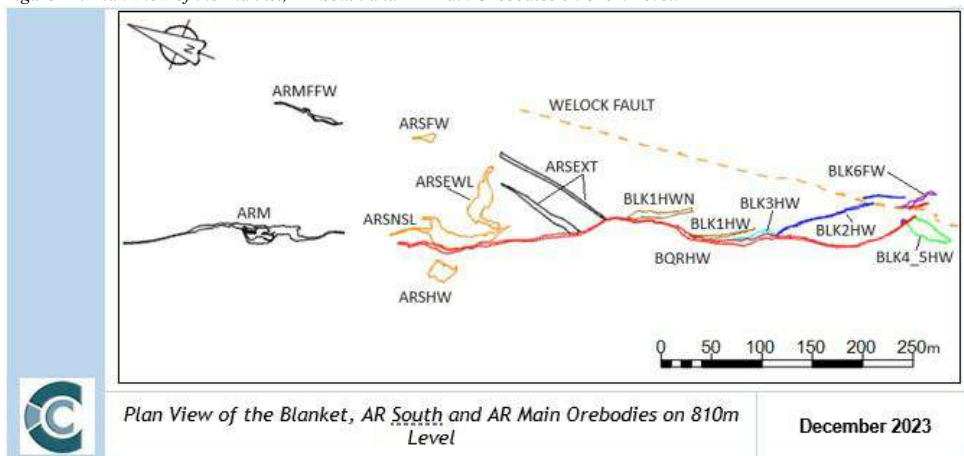 N
ARMFFW
WELOCK FAULT
ARSFW
ARSEWL
ARSEXT
BLK6FW
BLK1HWN
BLK3HW
ARM
ARSNSL
BLK1HW
BLK2HW
BQRHW
BLK4_5HW
ARSHW
0 50 100 150 200 250m
Plan View of the Blanket, AR South and AR Main Orebodies on 810m
Level
December 2023